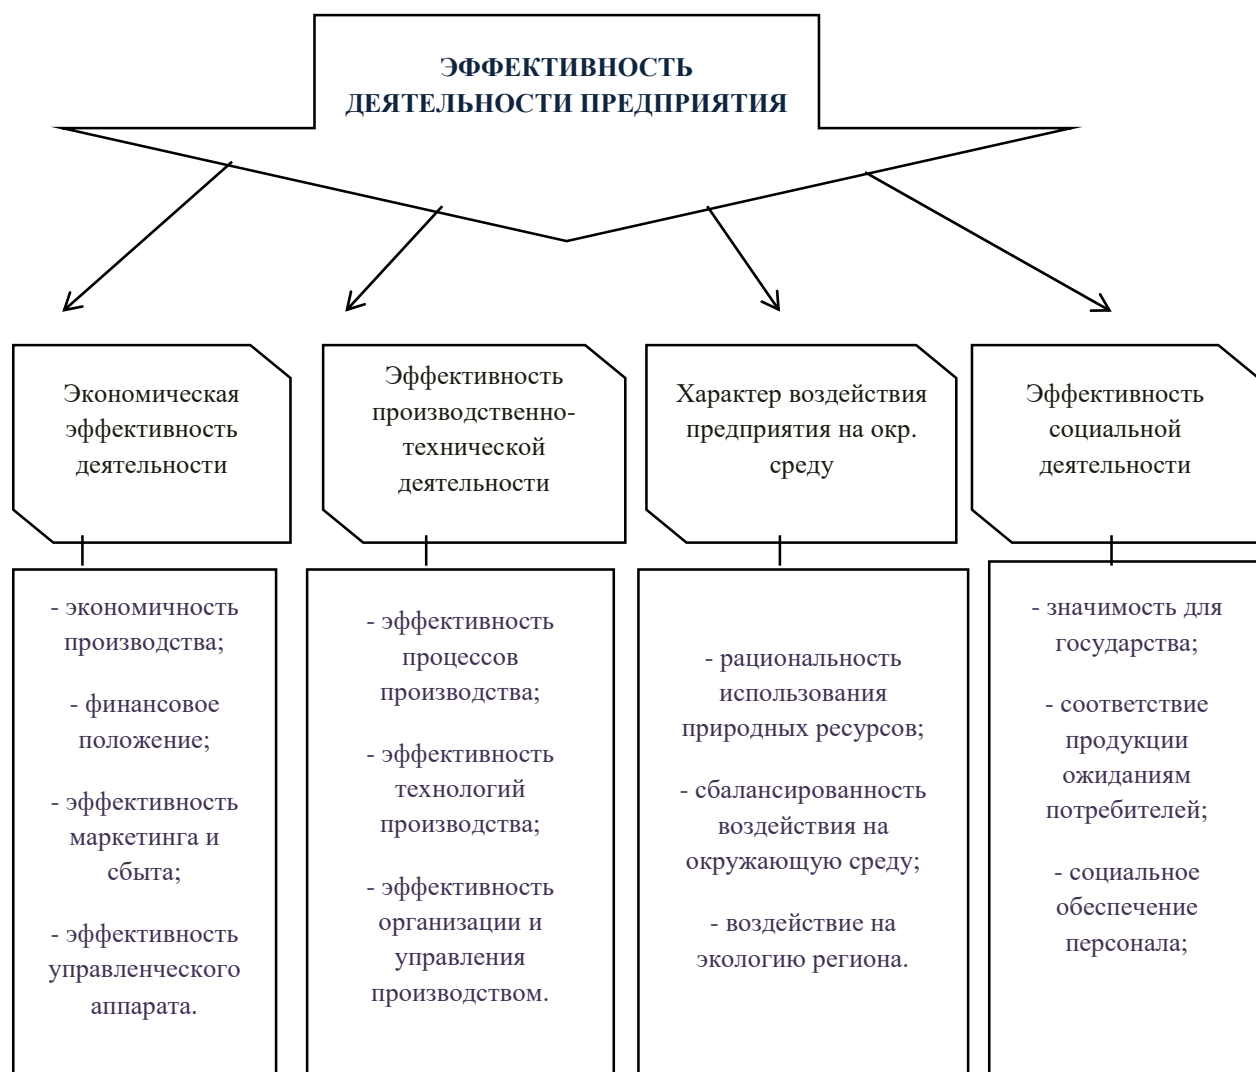 ЭФФЕКТИВНОСТЬ
ДЕЯТЕЛЬНОСТИ ПРЕДПРИЯТИЯ
Экономическая
эффективность
деятельности
Эффективность
производственно-
технической
деятельности
Характер воздействия
предприятия на окр.
среду
Эффективность
социальной
деятельности
- экономичность
производства;
- финансовое
положение;
- эффективность
маркетинга и
сбыта;
- эффективность
управленческого
аппарата.
- эффективность
процессов
производства;
- эффективность
технологий
производства;
- эффективность
организации и
управления
производством.
- рациональность
использования
природных ресурсов;
- сбалансированность
воздействия на
окружающую среду;
- воздействие на
экологию региона.
- значимость для
государства;
- соответствие
продукции
ожиданиям
потребителей;
- социальное
обеспечение
персонала;